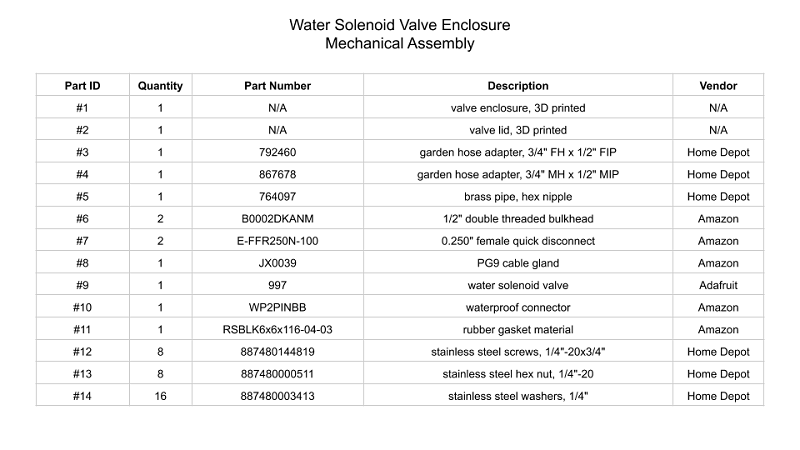 Water Solenoid Valve Enclosure
Mechanical Assembly
Part ID Quantity Part Number Description Vendor
#1 1 N/A valve enclosure, 3D printed N/A
#2 1 N/A valve lid, 3D printed N/A
#3 1 792460 garden hose adapter, 3/4" FH x 1/2" FIP Home Depot
#4 1 867678 garden hose adapter, 3/4" MH x 1/2" MIP Home Depot
#5 1 764097 brass pipe, hex nipple Home Depot
#6 2 B0002DKANM 1/2" double threaded bulkhead Amazon
#7 2 E-FFR250N-100 0.250" female quick disconnect Amazon
#8 1 JX0039 PG9 cable gland Amazon
#9 1 997 water solenoid valve Adafruit
#10 1 WP2PINBB waterproof connector Amazon
#11 1 RSBLK6x6x116-04-03 rubber gasket material Amazon
#12 8 887480144819 stainless steel screws, 1/4"-20x3/4" Home Depot
#13 8 887480000511 stainless steel hex nut, 1/4"-20 Home Depot
#14 16 887480003413 stainless steel washers, 1/4" Home Depot